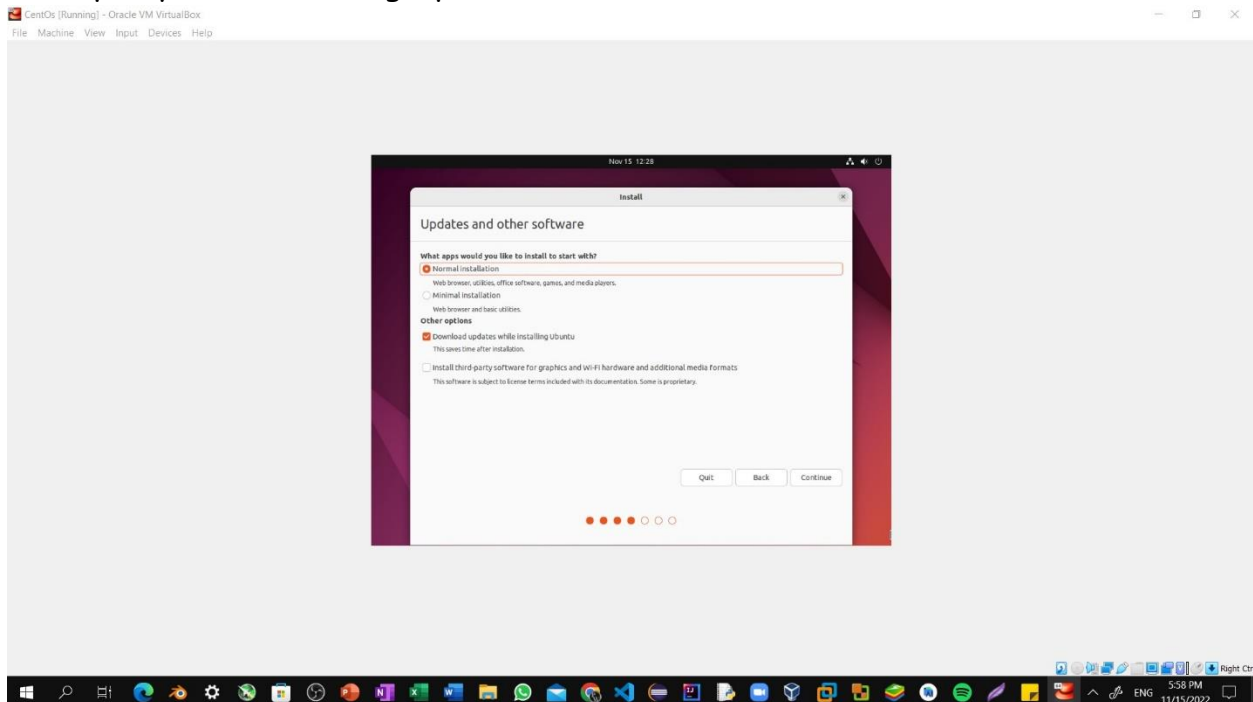 CentOs [Running] - Oracle VM VirtualBox
File Machine View Input Devices Help
Nov 15 12:28
Install
Updates and other software
What apps would you like to install to start with?
Normal installation
Web browser, utilities, office software, games, and media players.
Minimal installation
Web browser and basic utilities.
Other options
Download updates while installing Ubuntu
This saves time after installation.
Install third-party software for graphics and Wi-Fi hardware and additional media formats
This software is subject to license terms included with its documentation. Some is proprietary.
Quit Back Continue
Right Ctr
ENG 5:58 PM
11/15/2022